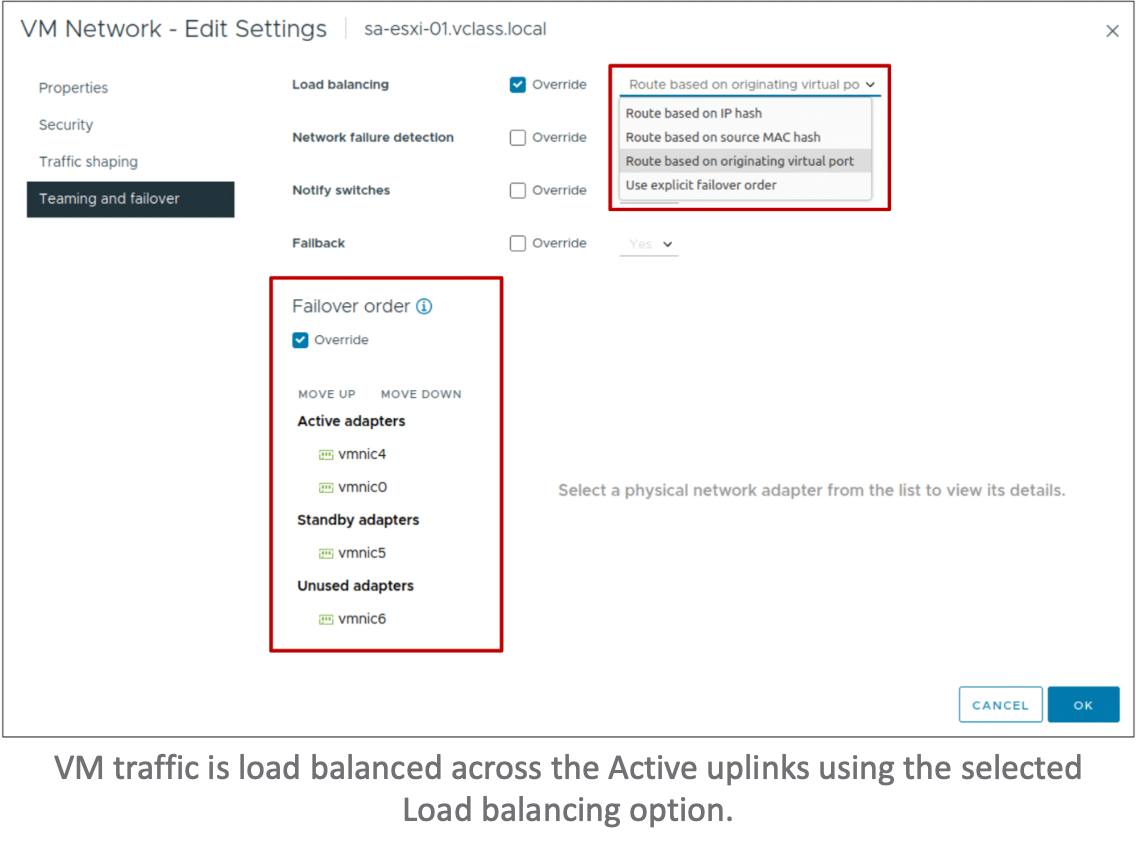 VM Network - Edit Settings | sa-esxi-01.vclass.local
Properties
Security
Traffic shaping
Teaming and failover
Load balancing Override Route based on originating virtual po
Route based on IP hash
Route based on source MAC hash
Route based on originating virtual port
Use explicit failover order
Network failure detection Override
Notify switches Override
Failback Override Yes
Failover order
Override
MOVE UP MOVE DOWN
Active adapters
vmnic4
vmnic0
Standby adapters
vmnic5
Unused adapters
vmnic6
Select a physical network adapter from the list to view its details.
CANCEL OK
VM traffic is load balanced across the Active uplinks using the selected
Load balancing option.